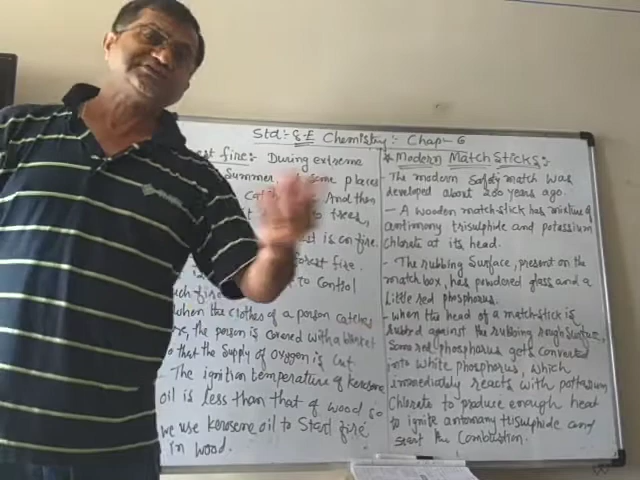 Std:- 8-E Chemistry:- Chap-6
est fire:- During extreme
Summer some places
And then
to trees,
st is on fire.
forest fire.
to control
such fire
when the clothes of a person catches
the person is covered with a blanket
so that the supply of oxygen is cut
- The ignition temperature of kerosene
oil is less than that of wood so
we use kerosene oil to start fire
in wood.
* Modern Match Sticks:-
- The modern safety match was
developed about 200 years ago.
- A wooden match stick has mixture of
antimony trisulphide and potassium
chlorate at its head.
- The rubbing surface, present on the
match box, has powdered glass and a
little red phosphorus.
- when the head of a matchstick is
rubbed against the rubbing rough surface,
some red phosphorus gets converted
into white phosphorus, which
immediately reacts with pottasium
chlorate to produce enough heat
to ignite antimony trisulphide and
start the combustion.